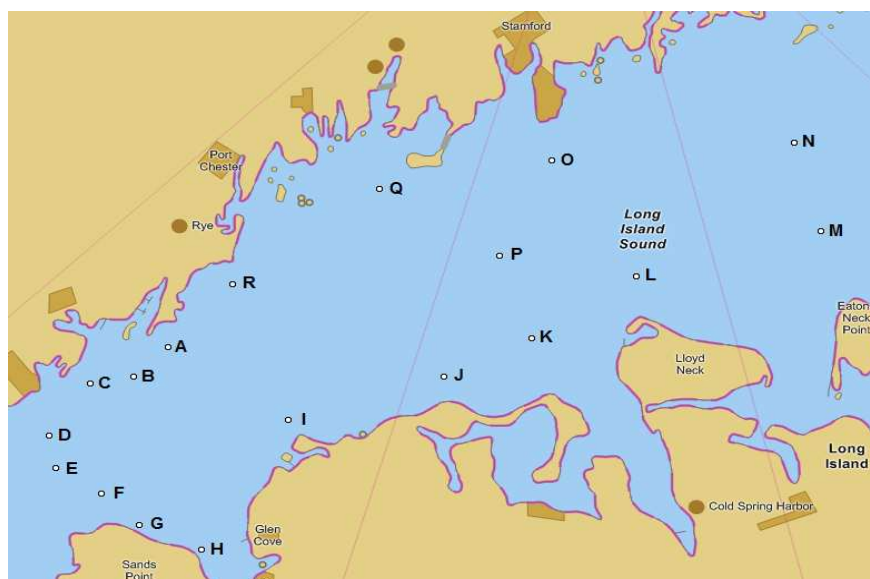 Stamford
N
O
Port
Chester
Q
Long
Island
Sound
Rye
M
P
L
R
Eaton
Neck
Point
K
A
Lloyd
Neck
B
J
C
I
D
Long
Island
E
F
Cold Spring Harbor
G
Glen
Cove
H
Sands
Point